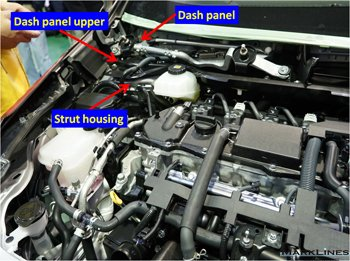 Dash panel
Dash panel upper
Strut housing
MARKLINES